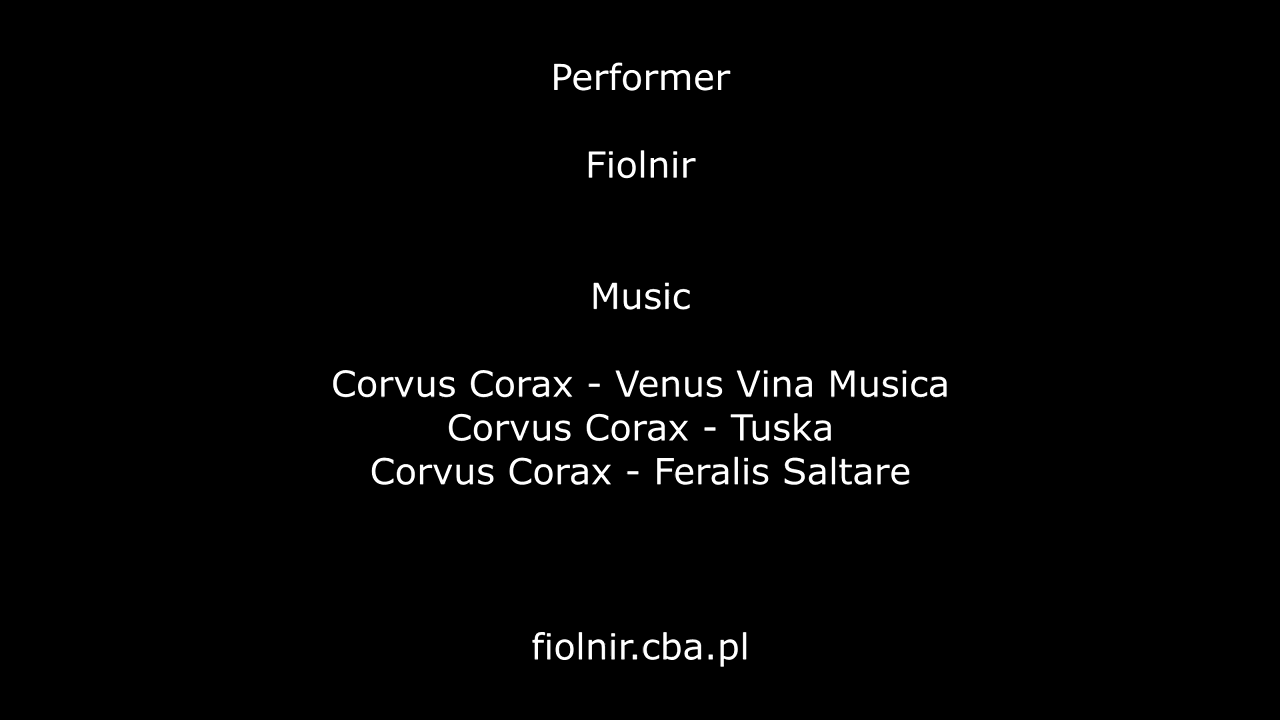 Performer
Fiolnir
Music
Corvus Corax - Venus Vina Musica
Corvus Corax - Tuska
Corvus Corax - Feralis Saltare
fiolnir.cba.pl